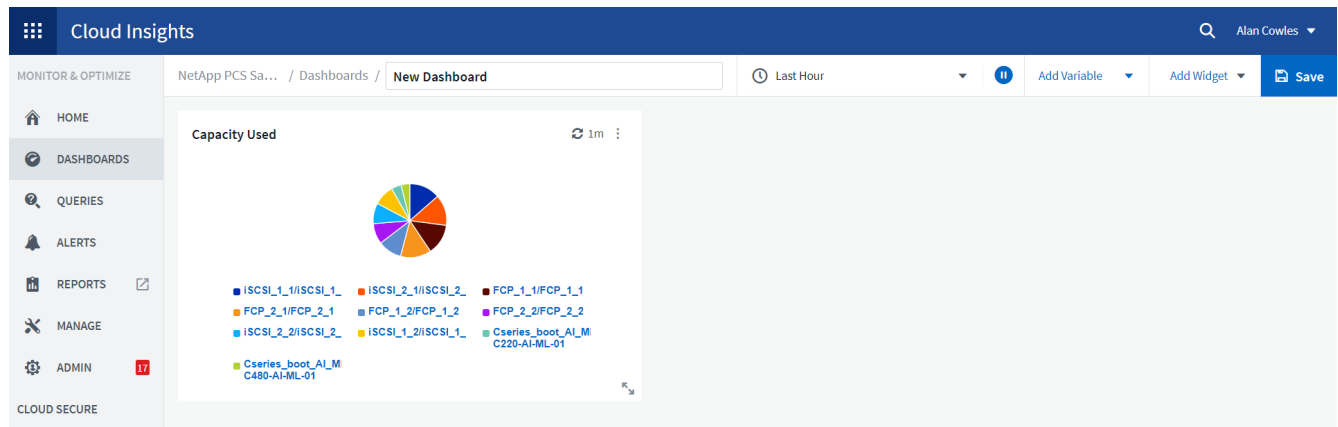 Cloud Insights
Alan Cowles
MONITOR & OPTIMIZE
NetApp PCS Sa... / Dashboards / New Dashboard
Last Hour
Add Variable
Add Widget
Save
HOME
DASHBOARDS
QUERIES
ALERTS
REPORTS
MANAGE
ADMIN 17
CLOUD SECURE
Capacity Used
1m
iSCSI_1_1/iSCSI_1_ iSCSI_2_1/iSCSI_2_ FCP_1_1/FCP_1_1
FCP_2_1/FCP_2_1 FCP_1_2/FCP_1_2 FCP_2_2/FCP_2_2
iSCSI_2_2/iSCSI_2_ iSCSI_1_2/iSCSI_1_ Cseries_boot_AI_M
C220-AI-ML-01
Cseries_boot_AI_M
C480-AI-ML-01